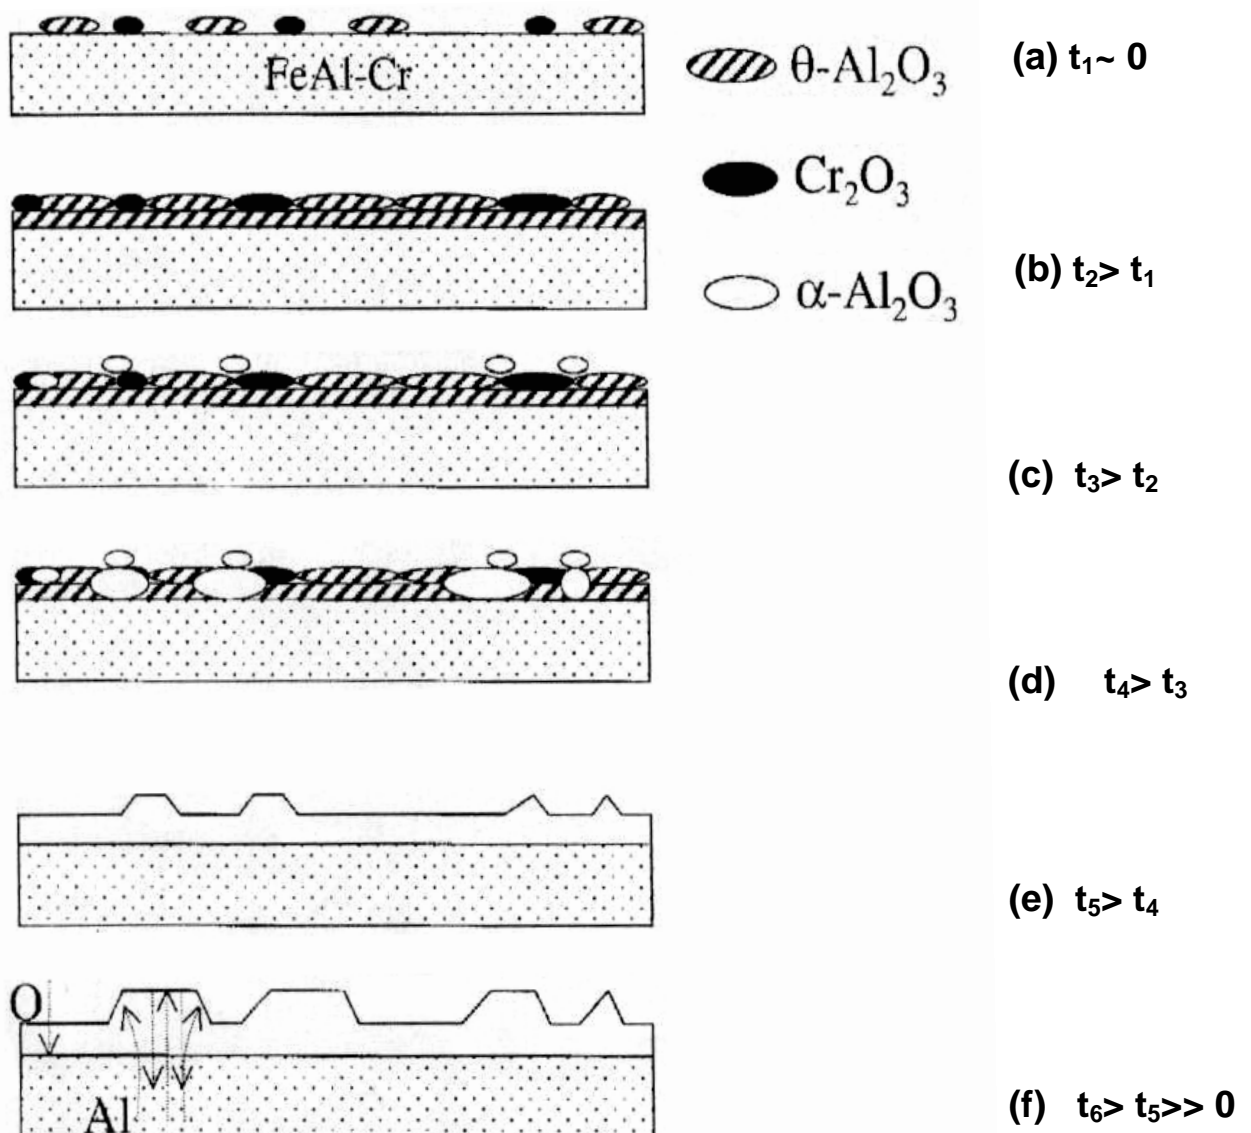 FeAl-Cr
θ-Al₂O₃
(a) t₁~ 0
Cr₂O₃
(b) t₂> t₁
α-Al₂O₃
(c) t₃> t₂
(d) t₄> t₃
(e) t₅> t₄
O
Al
(f) t₆> t₅>> 0